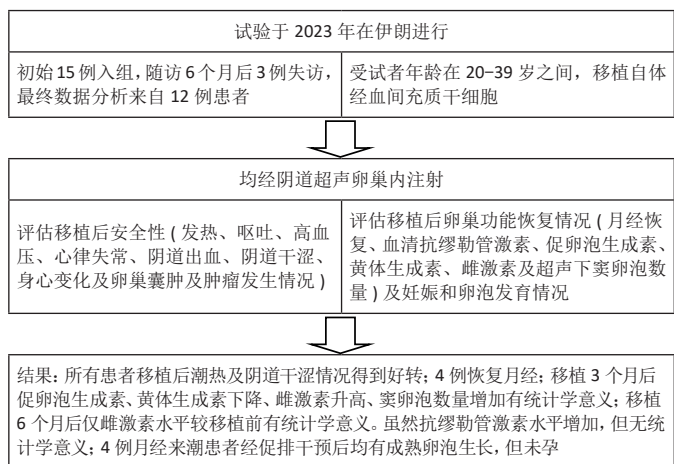 试验于 2023 年在伊朗进行
初始 15 例入组，随访 6 个月后 3 例失访，
最终数据分析来自 12 例患者
受试者年龄在 20–39 岁之间，移植自体
经血间充质干细胞
均经阴道超声卵巢内注射
评估移植后安全性 ( 发热、呕吐、高血
压、心律失常、阴道出血、阴道干涩、
身心变化及卵巢囊肿及肿瘤发生情况 )
评估移植后卵巢功能恢复情况 ( 月经恢
复、血清抗缪勒管激素、促卵泡生成素、
黄体生成素、雌激素及超声下窦卵泡数
量 ) 及妊娠和卵泡发育情况
结果：所有患者移植后潮热及阴道干涩情况得到好转；4 例恢复月经；移植 3 个月后
促卵泡生成素、黄体生成素下降、雌激素升高、窦卵泡数量增加有统计学意义；移植
6 个月后仅雌激素水平较移植前有统计学意义。虽然抗缪勒管激素水平增加，但无统
计学意义；4 例月经来潮患者经促排干预后均有成熟卵泡生长，但未孕